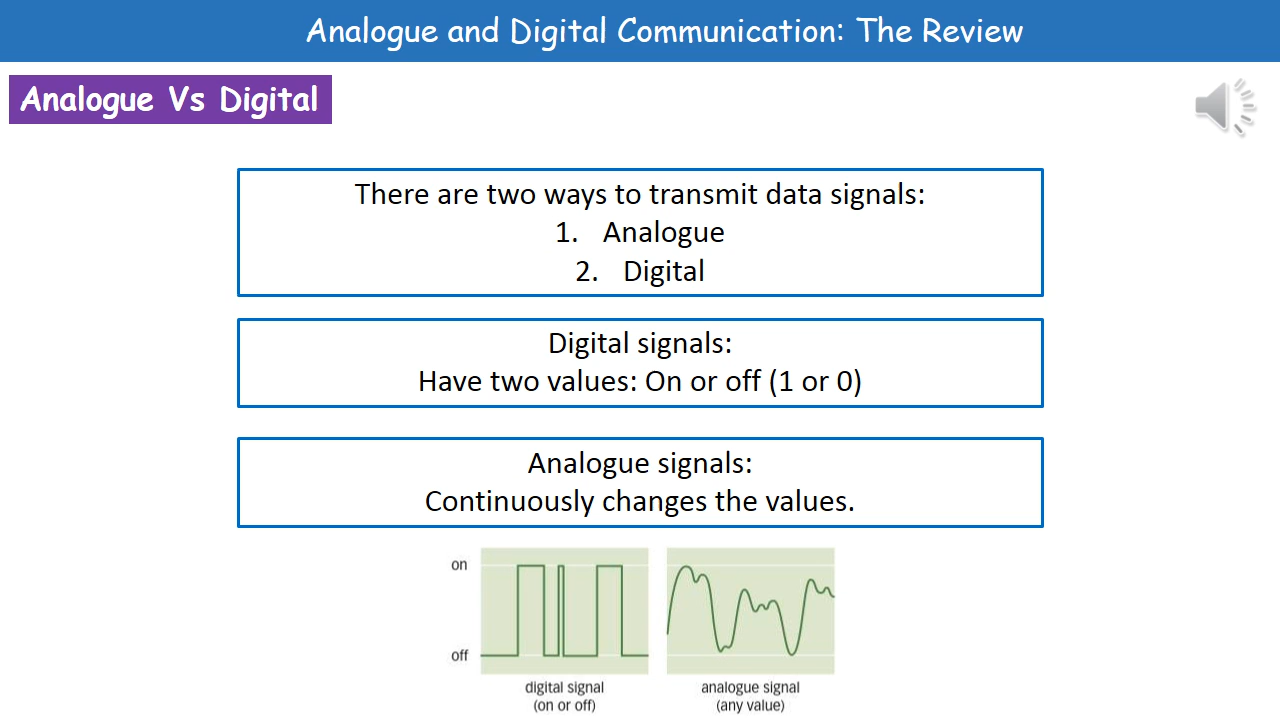 Analogue and Digital Communication: The Review
Analogue Vs Digital
There are two ways to transmit data signals:
1. Analogue
2. Digital
Digital signals:
Have two values: On or off (1 or 0)
Analogue signals:
Continuously changes the values.
on
off
digital signal
(on or off)
analogue signal
(any value)